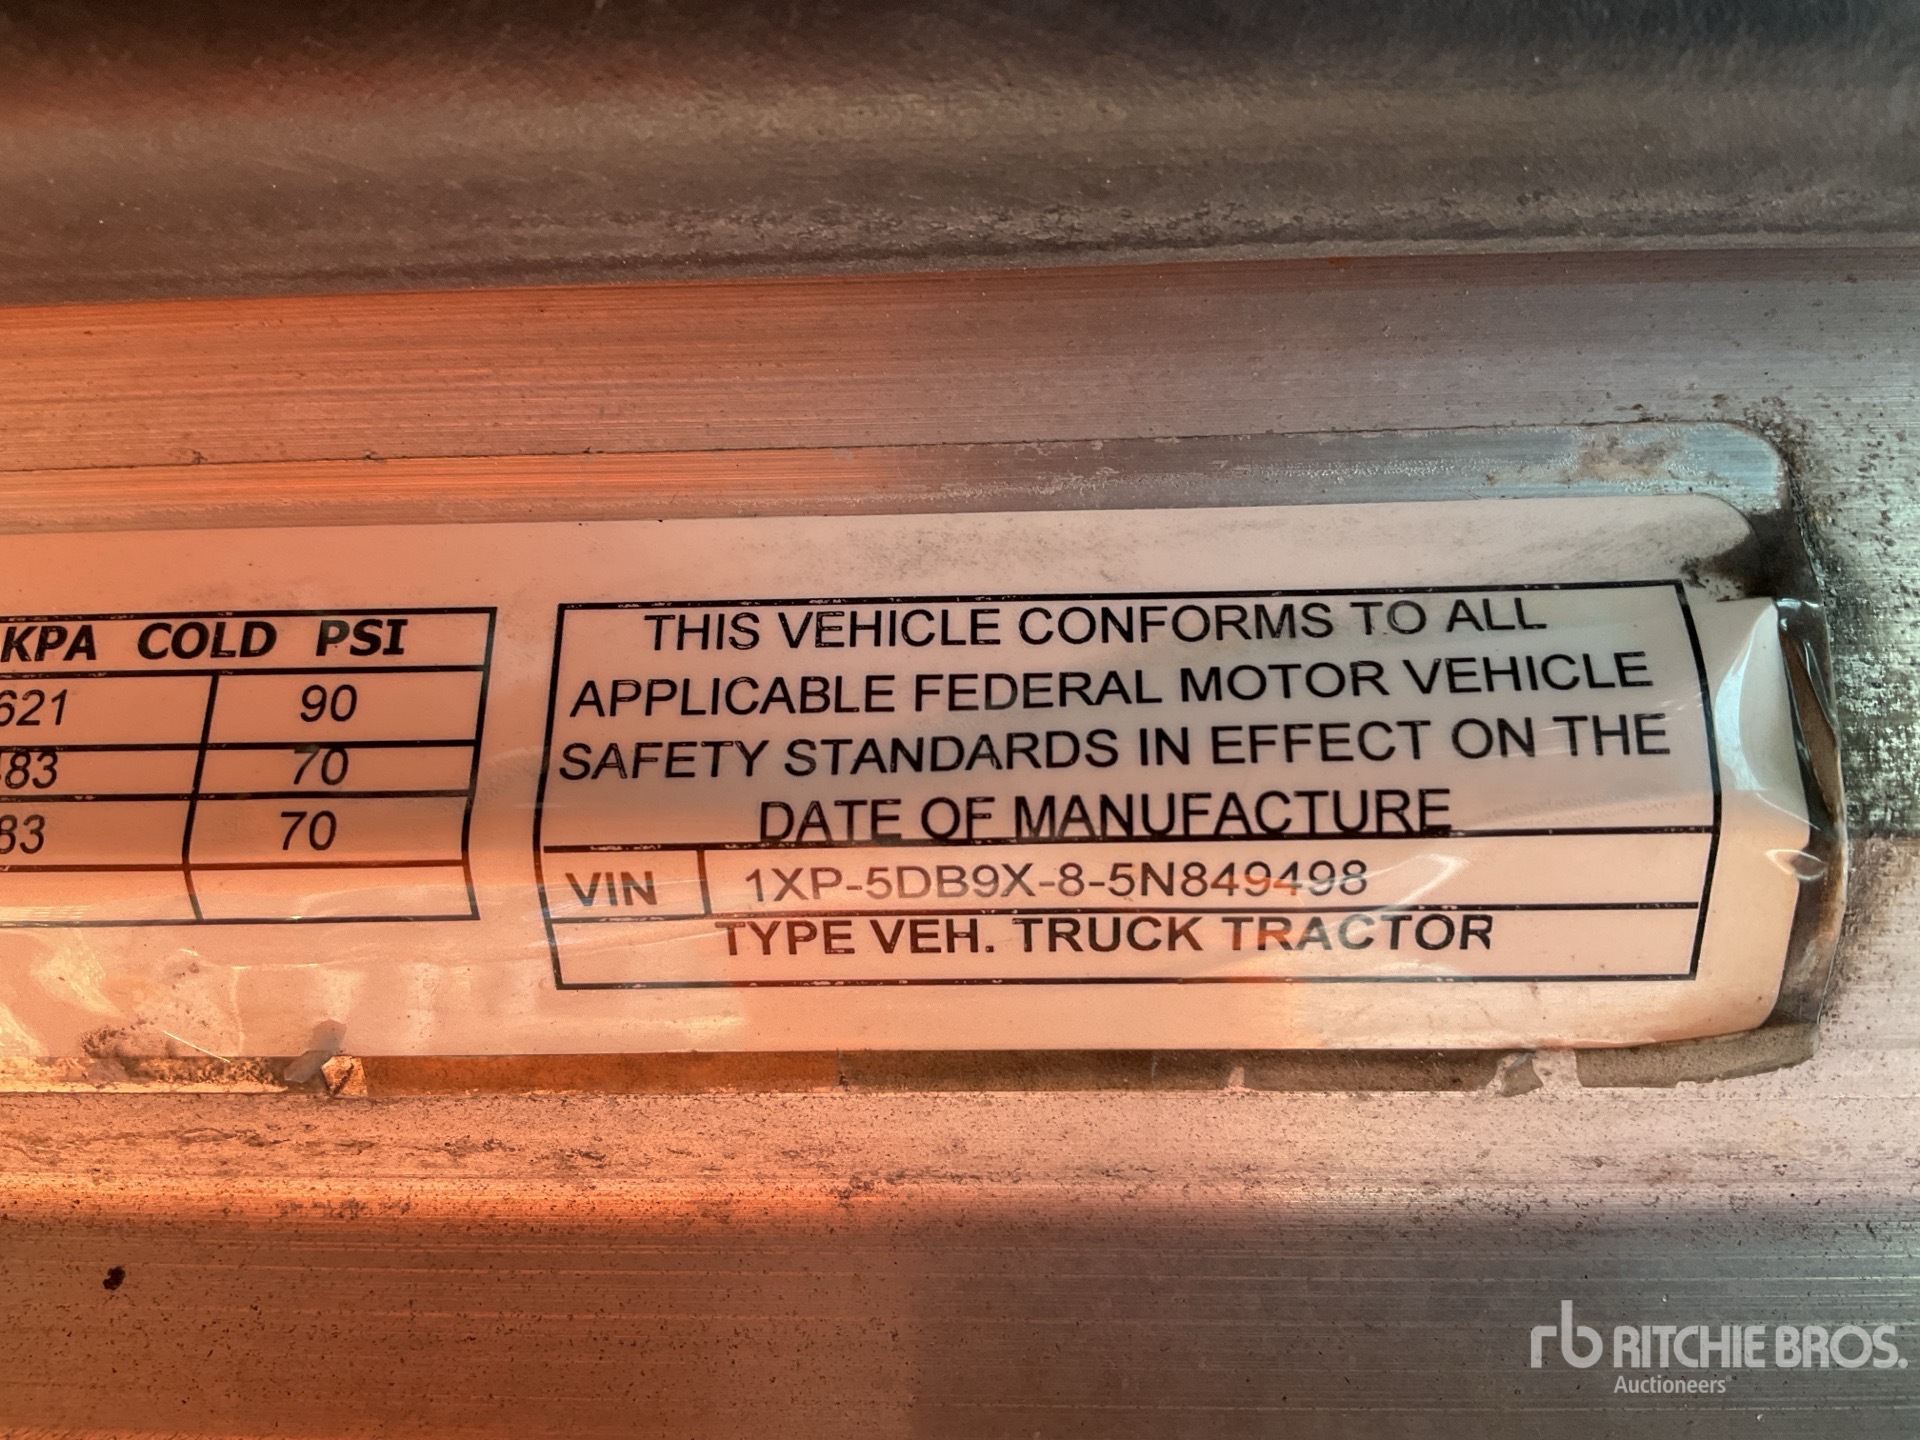 KPA COLD PSI
621 90
83 70
83 70
THIS VEHICLE CONFORMS TO ALL
APPLICABLE FEDERAL MOTOR VEHICLE
SAFETY STANDARDS IN EFFECT ON THE
DATE OF MANUFACTURE
VIN 1XP-5DB9X-8-5N849498
TYPE VEH. TRUCK TRACTOR
rb RITCHIE BROS.
Auctioneers